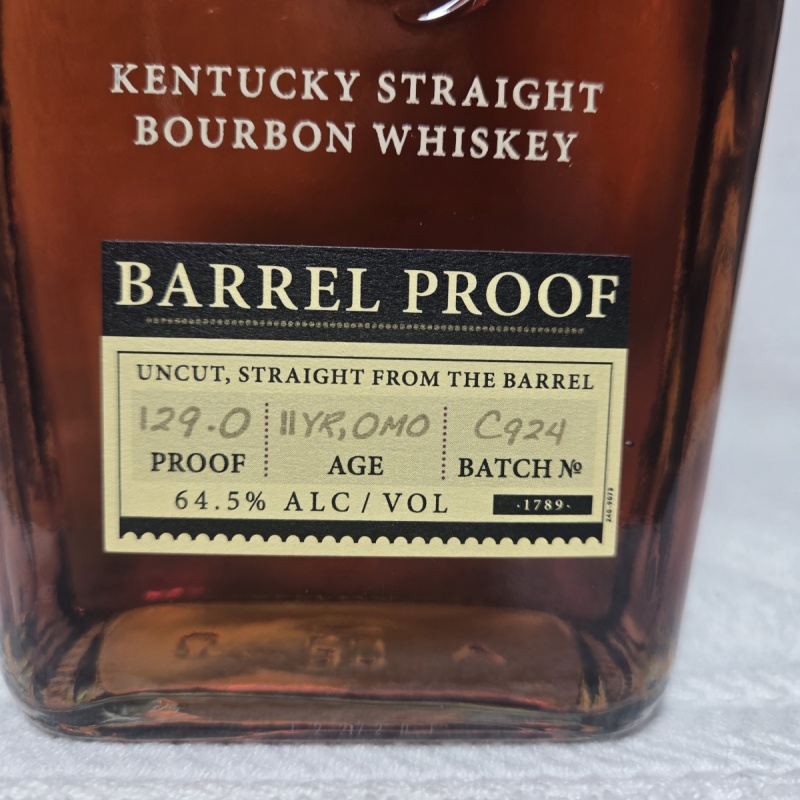 KENTUCKY STRAIGHT
BOURBON WHISKEY
BARREL PROOF
UNCUT, STRAIGHT FROM THE BARREL
129.0 11YR, 0MO C924
PROOF AGE BATCH №
64.5% ALC / VOL ·1789·